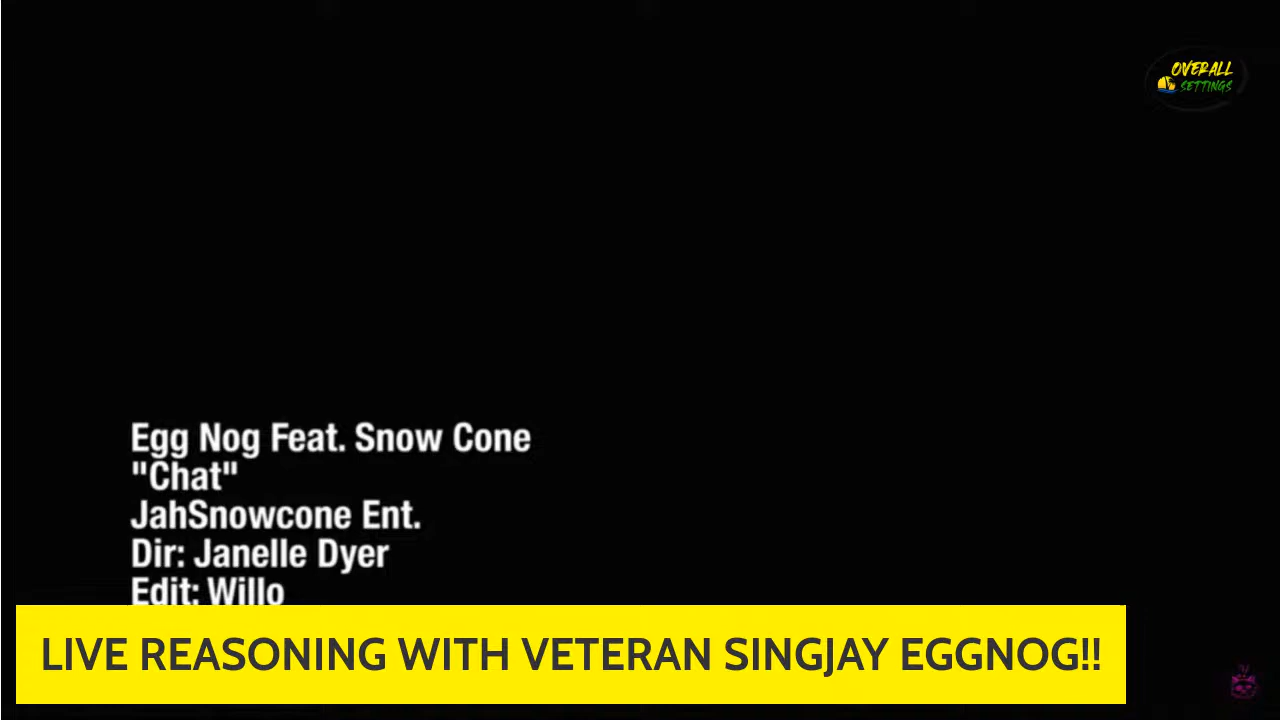 OVERALL
SETTINGS
Egg Nog Feat. Snow Cone
"Chat"
JahSnowcone Ent.
Dir: Janelle Dyer
Edit: Willo
LIVE REASONING WITH VETERAN SINGJAY EGGNOG!!